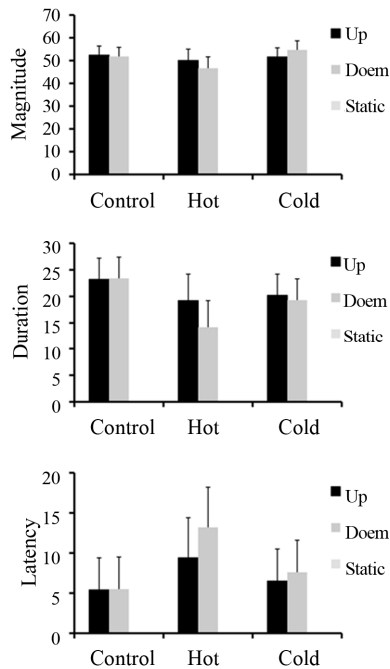 Magnitude
70
60
50
40
30
20
10
0
Control Hot Cold
Up
Doem
Static
Duration
30
25
20
15
10
5
0
Control Hot Cold
Up
Doem
Static
Latency
20
15
10
5
0
Control Hot Cold
Up
Doem
Static